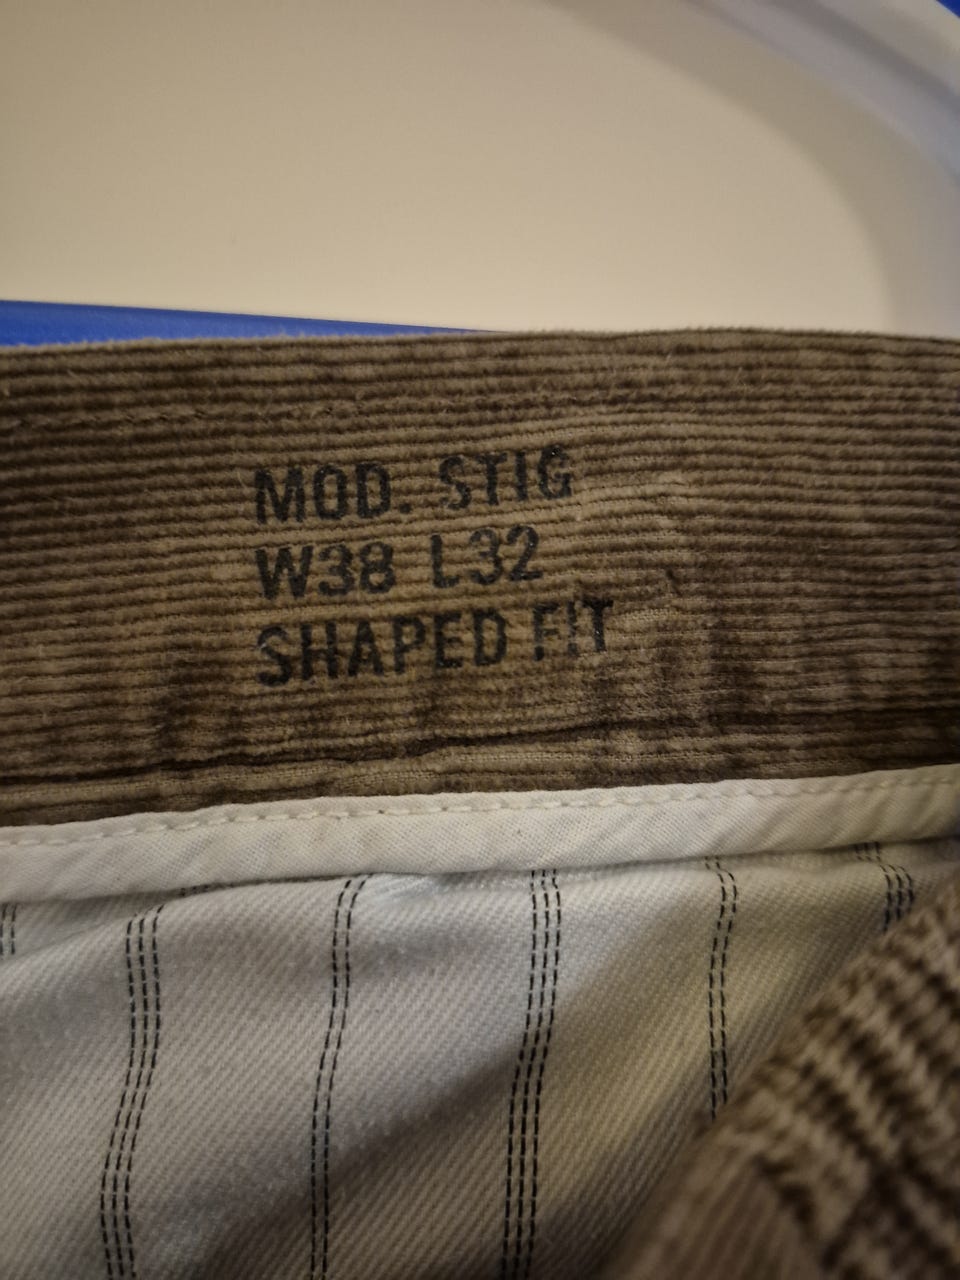 MOD. STIG
W38 L32
SHAPED FIT